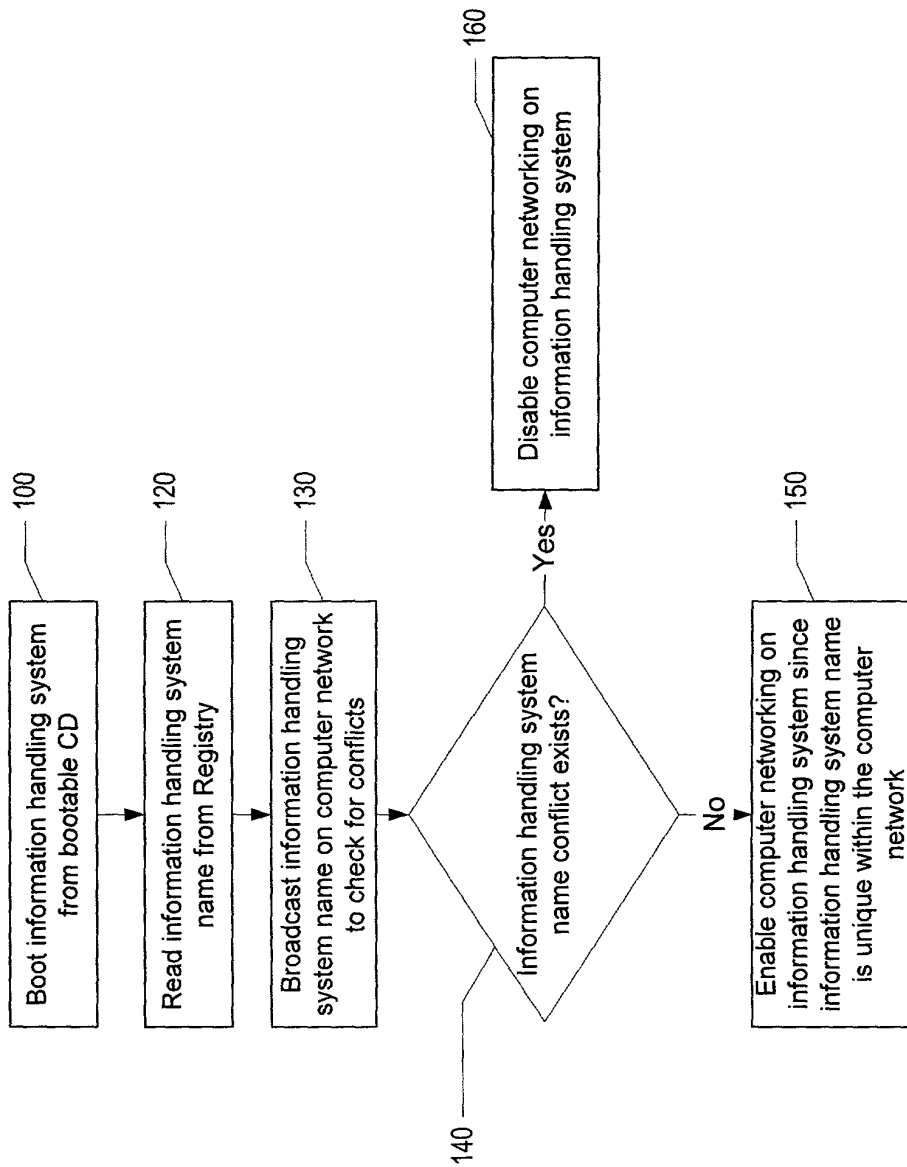 Boot information handling system
from bootable CD
100
Read information handling system
name from Registry
120
Broadcast information handling
system name on computer network
to check for conflicts
130
Information handling system
name conflict exists?
140
Yes
Disable computer networking on
information handling system
160
No
Enable computer networking on
information handling system since
information handling system name
is unique within the computer
network
150